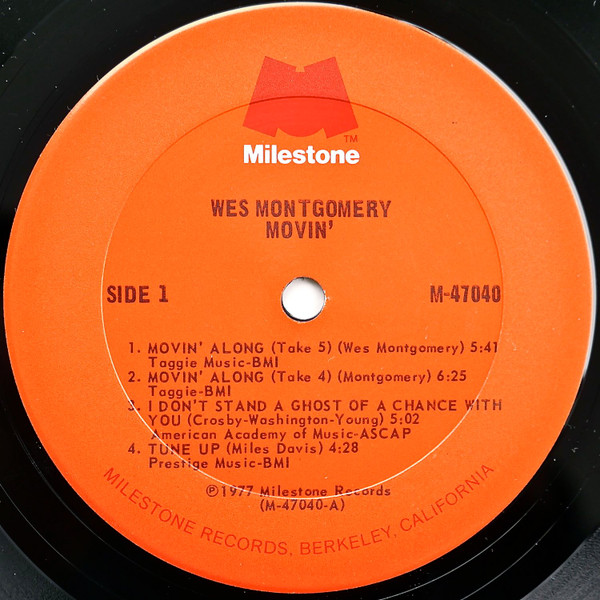 TM
Milestone
WES MONTGOMERY
MOVIN'
SIDE 1
M-47040
1. MOVIN' ALONG (Take 5) (Wes Montgomery) 5:41
Taggie Music-BMI
2. MOVIN' ALONG (Take 4) (Montgomery) 6:25
Taggie-BMI
3. I DON'T STAND A GHOST OF A CHANCE WITH
YOU (Crosby-Washington-Young) 5:02
American Academy of Music-ASCAP
4. TUNE UP (Miles Davis) 4:28
Prestige Music-BMI
℗1977 Milestone Records
(M-47040-A)
MILESTONE RECORDS, BERKELEY, CALIFORNIA